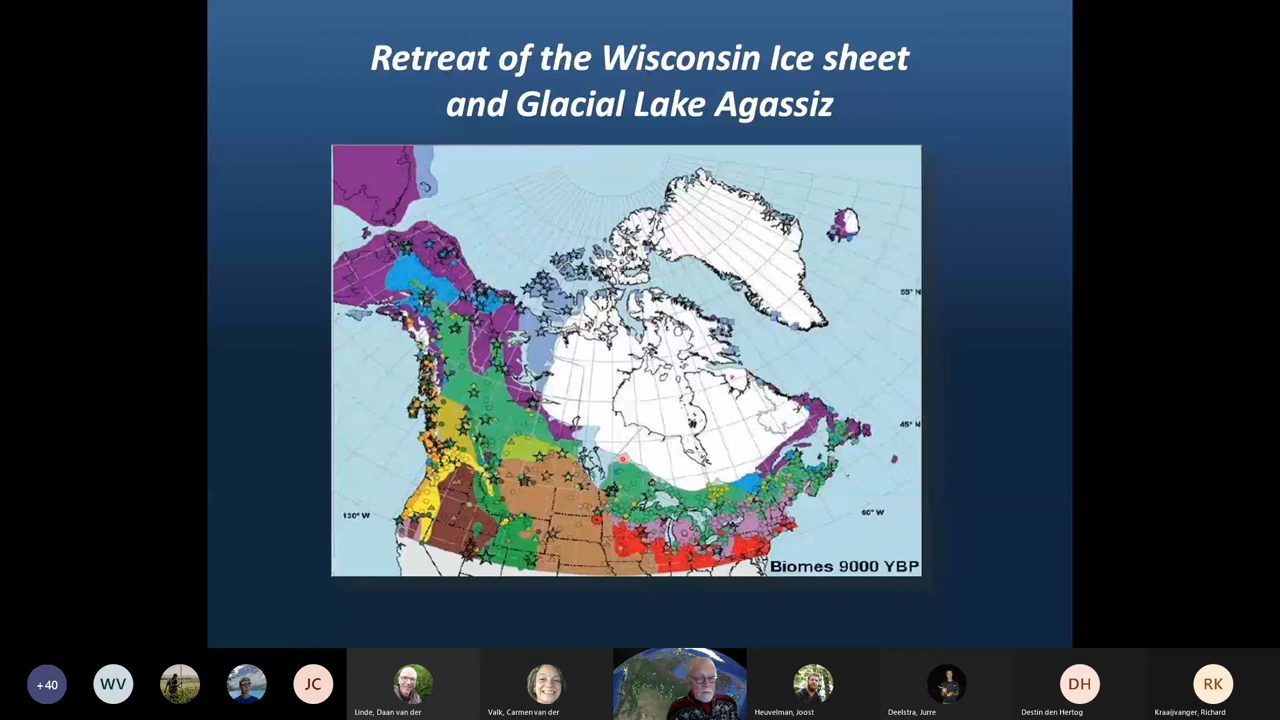 Retreat of the Wisconsin Ice sheet
and Glacial Lake Agassiz
55° N
45° N
130° W
60° W
Biomes 9000 YBP
+40
WV
JC
DH
RK
Linde, Daan van der
Valk, Carmen van der
Heuvelman, Joost
Deelstra, Jurre
Destin den Hertog
Kraaijvanger, Richard